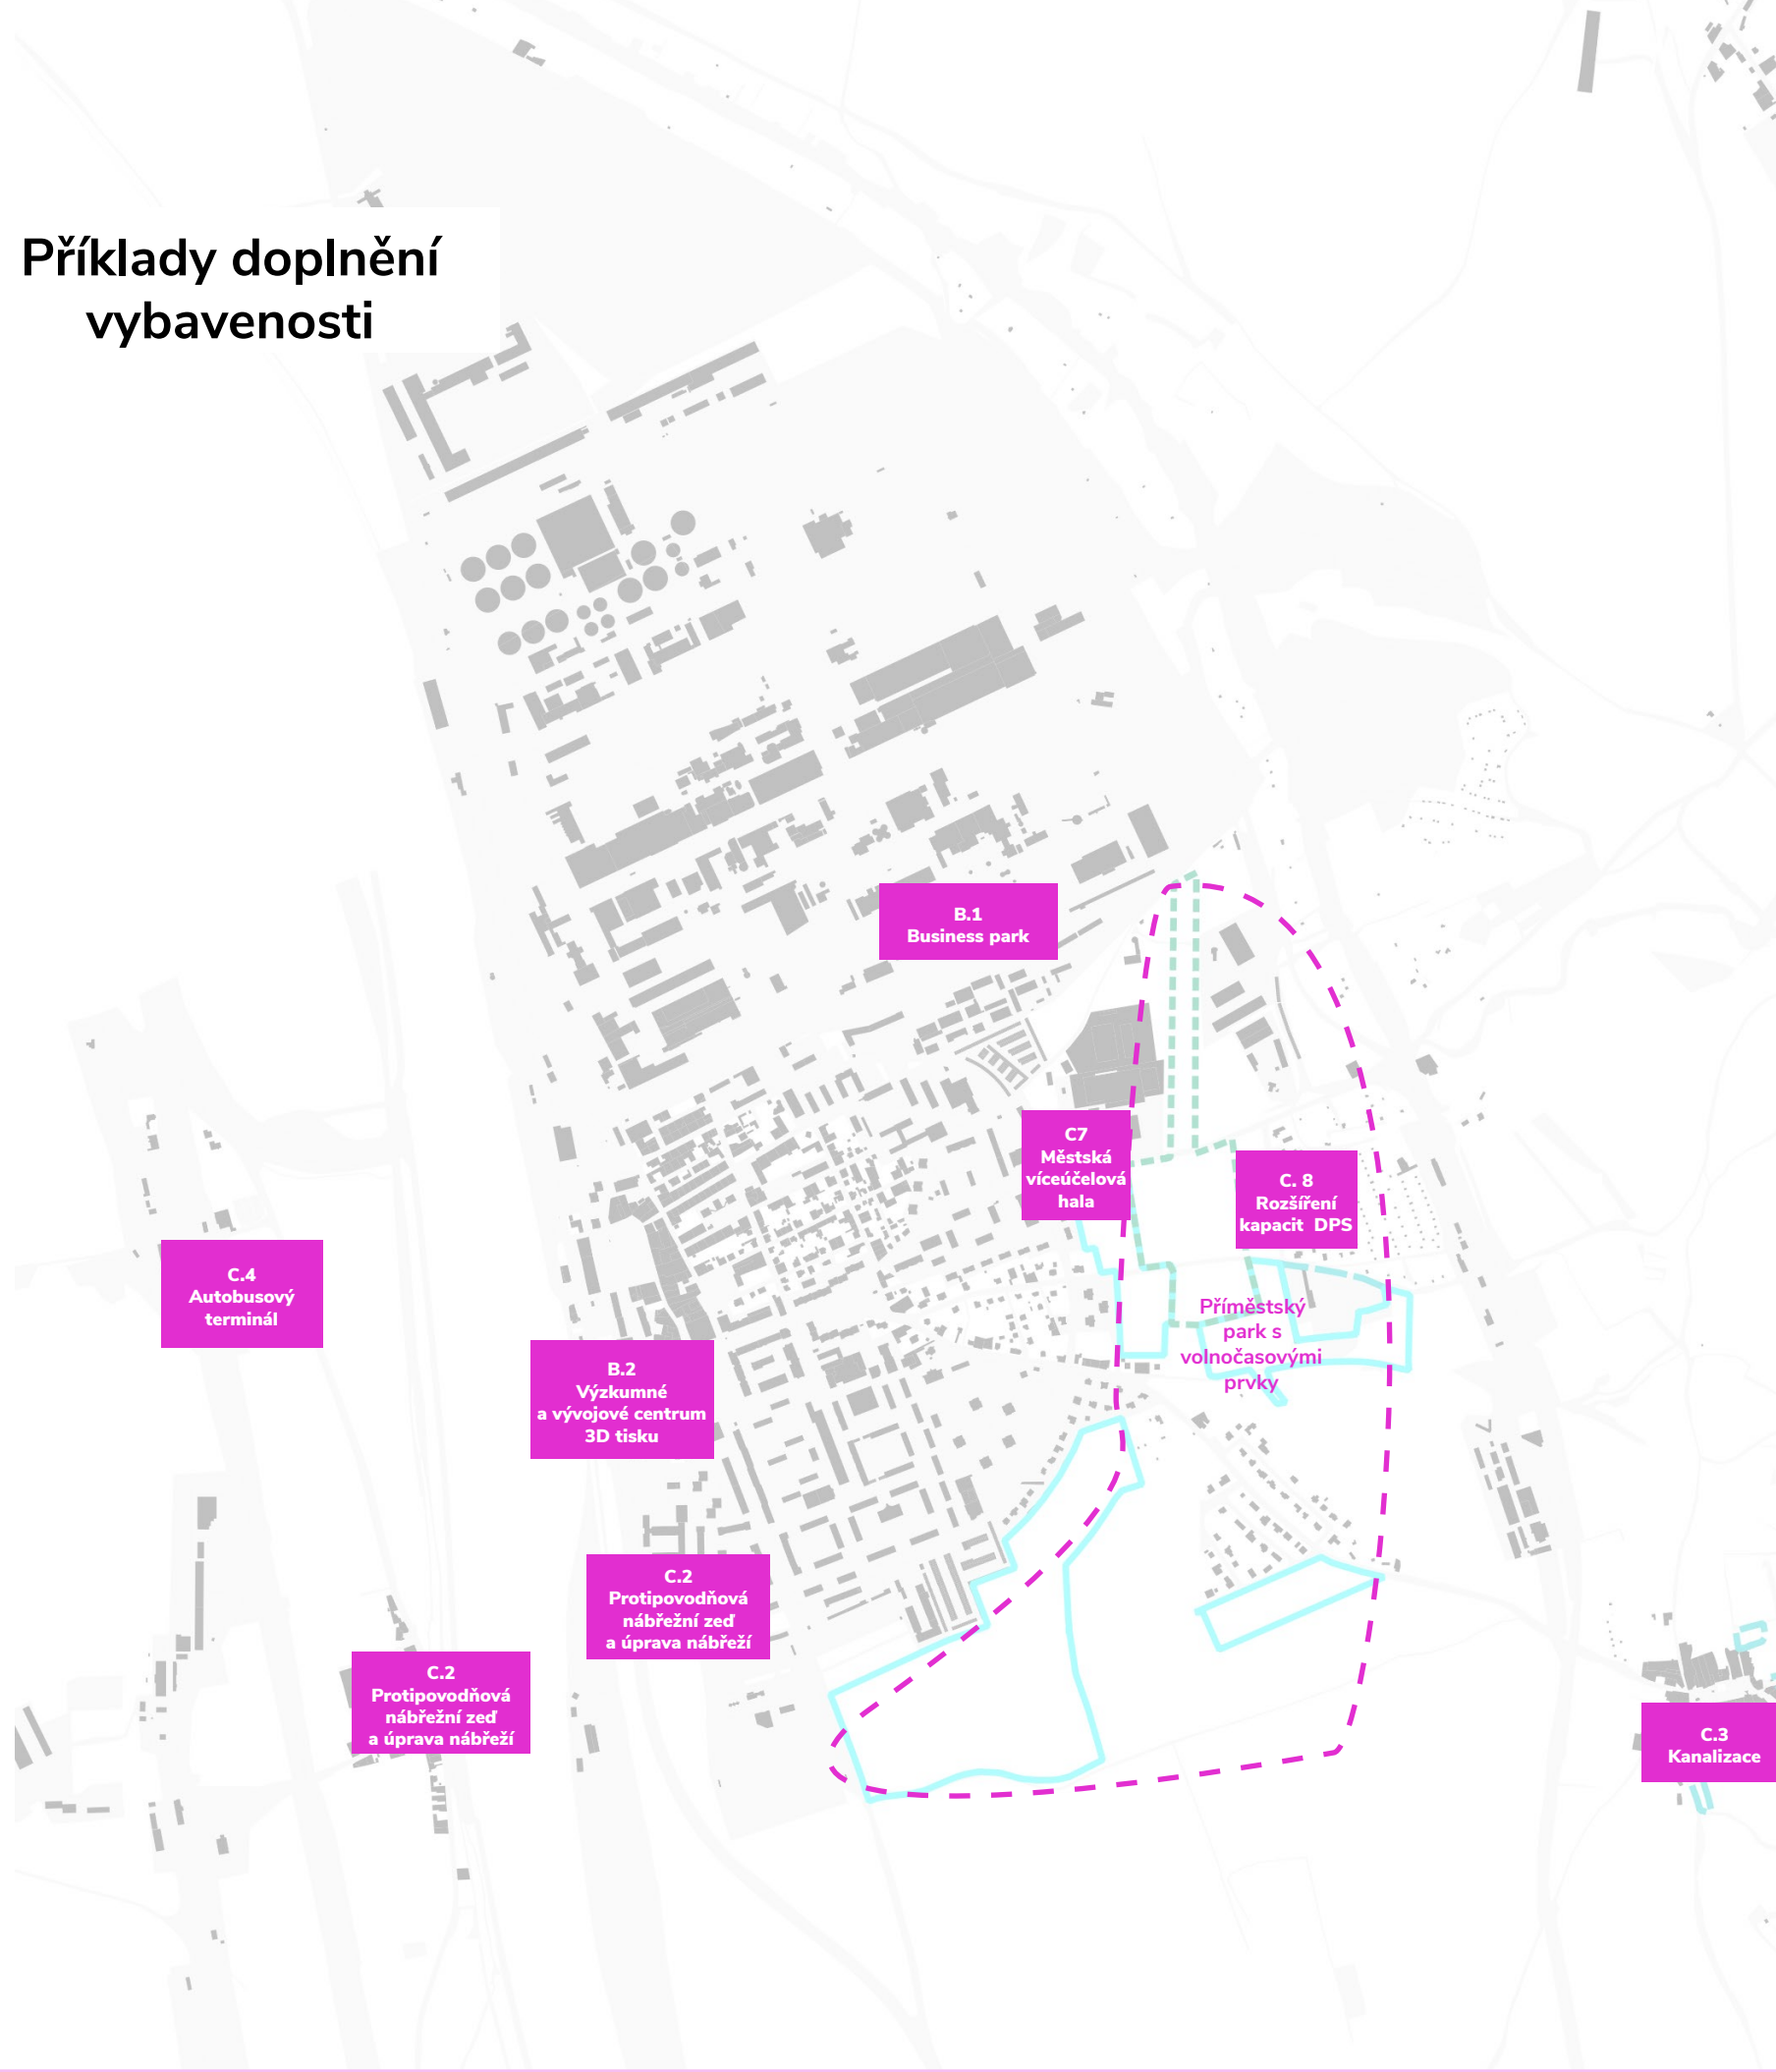 Příklady doplnění
vybavenosti
B.1
Business park
C7
Městská
víceúčelová
hala
C. 8
Rozšíření
kapacit DPS
C.4
Autobusový
terminál
Příměstský
park s
volnočasovými
prvky
B.2
Výzkumné
a vývojové centrum
3D tisku
C.2
Protipovodňová
nábřežní zeď
a úprava nábřeží
C.2
Protipovodňová
nábřežní zeď
a úprava nábřeží
C.3
Kanalizace